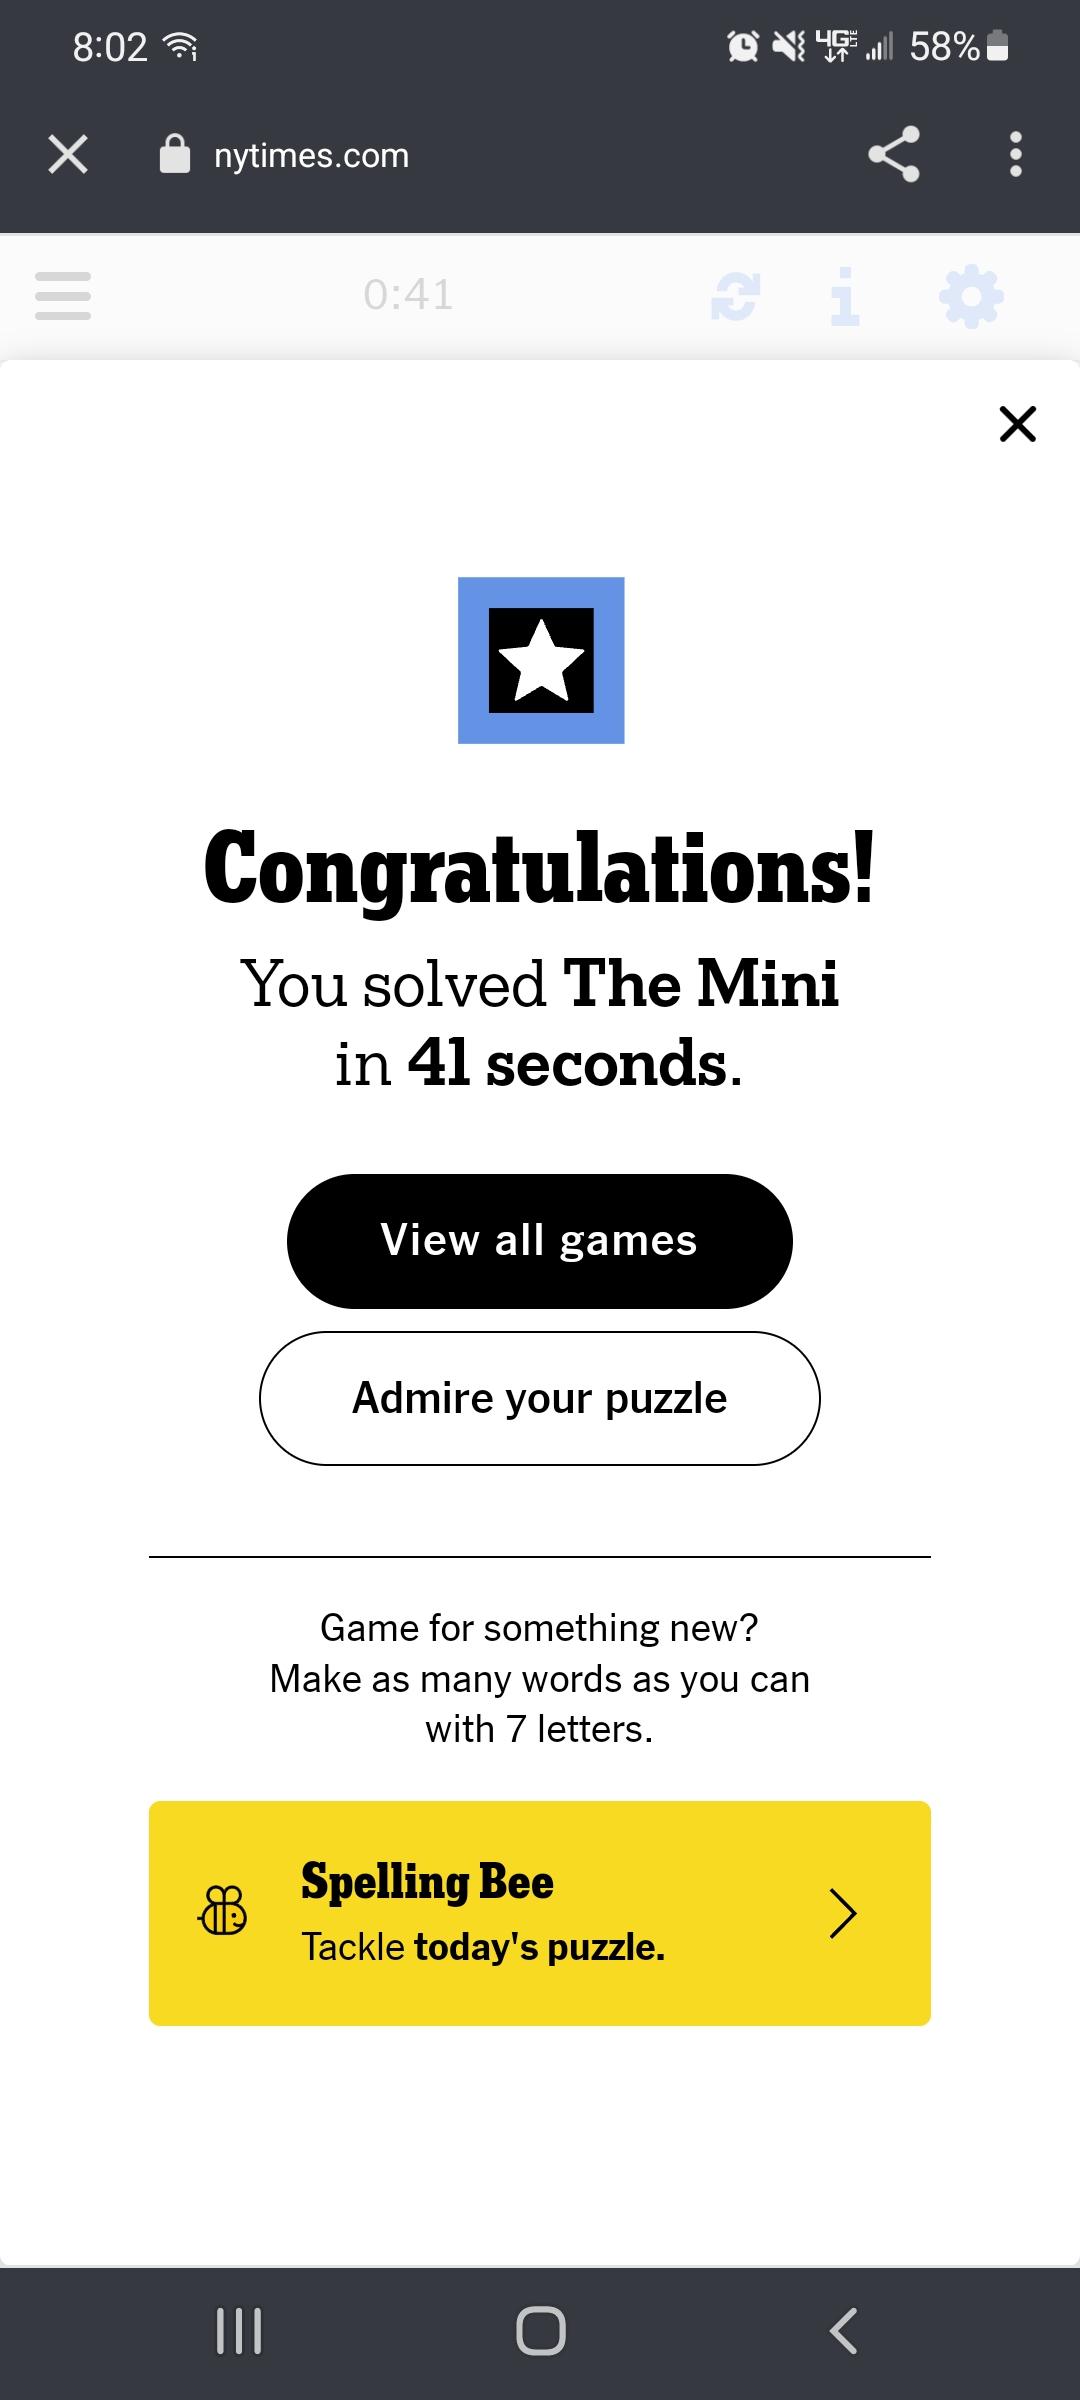 8:02 4G LTE 58%
nytimes.com
0:41
Congratulations!
You solved The Mini
in 41 seconds.
View all games
Admire your puzzle
Game for something new?
Make as many words as you can
with 7 letters.
Spelling Bee
Tackle today's puzzle.